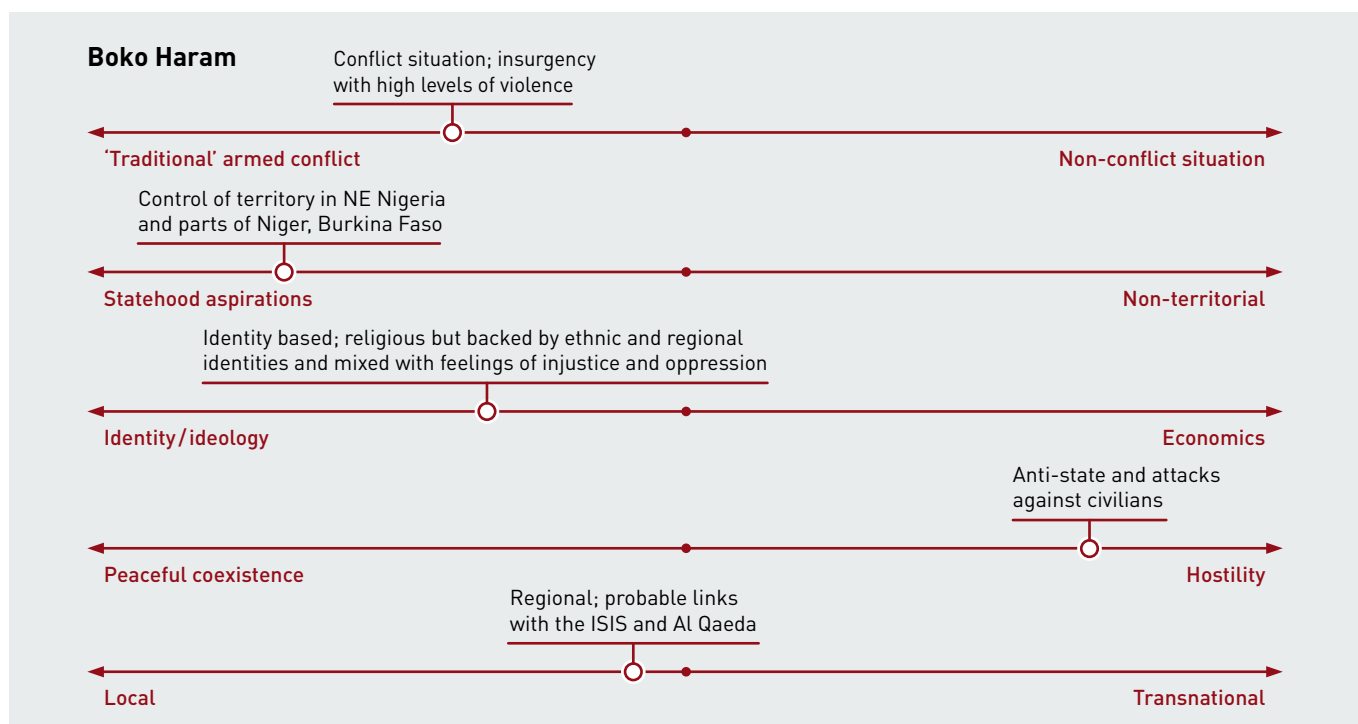 Boko Haram
Conflict situation; insurgency
with high levels of violence
‘Traditional’ armed conflict
Non-conflict situation
Control of territory in NE Nigeria
and parts of Niger, Burkina Faso
Statehood aspirations
Non-territorial
Identity based; religious but backed by ethnic and regional
identities and mixed with feelings of injustice and oppression
Identity/ideology
Economics
Anti-state and attacks
against civilians
Peaceful coexistence
Hostility
Regional; probable links
with the ISIS and Al Qaeda
Local
Transnational